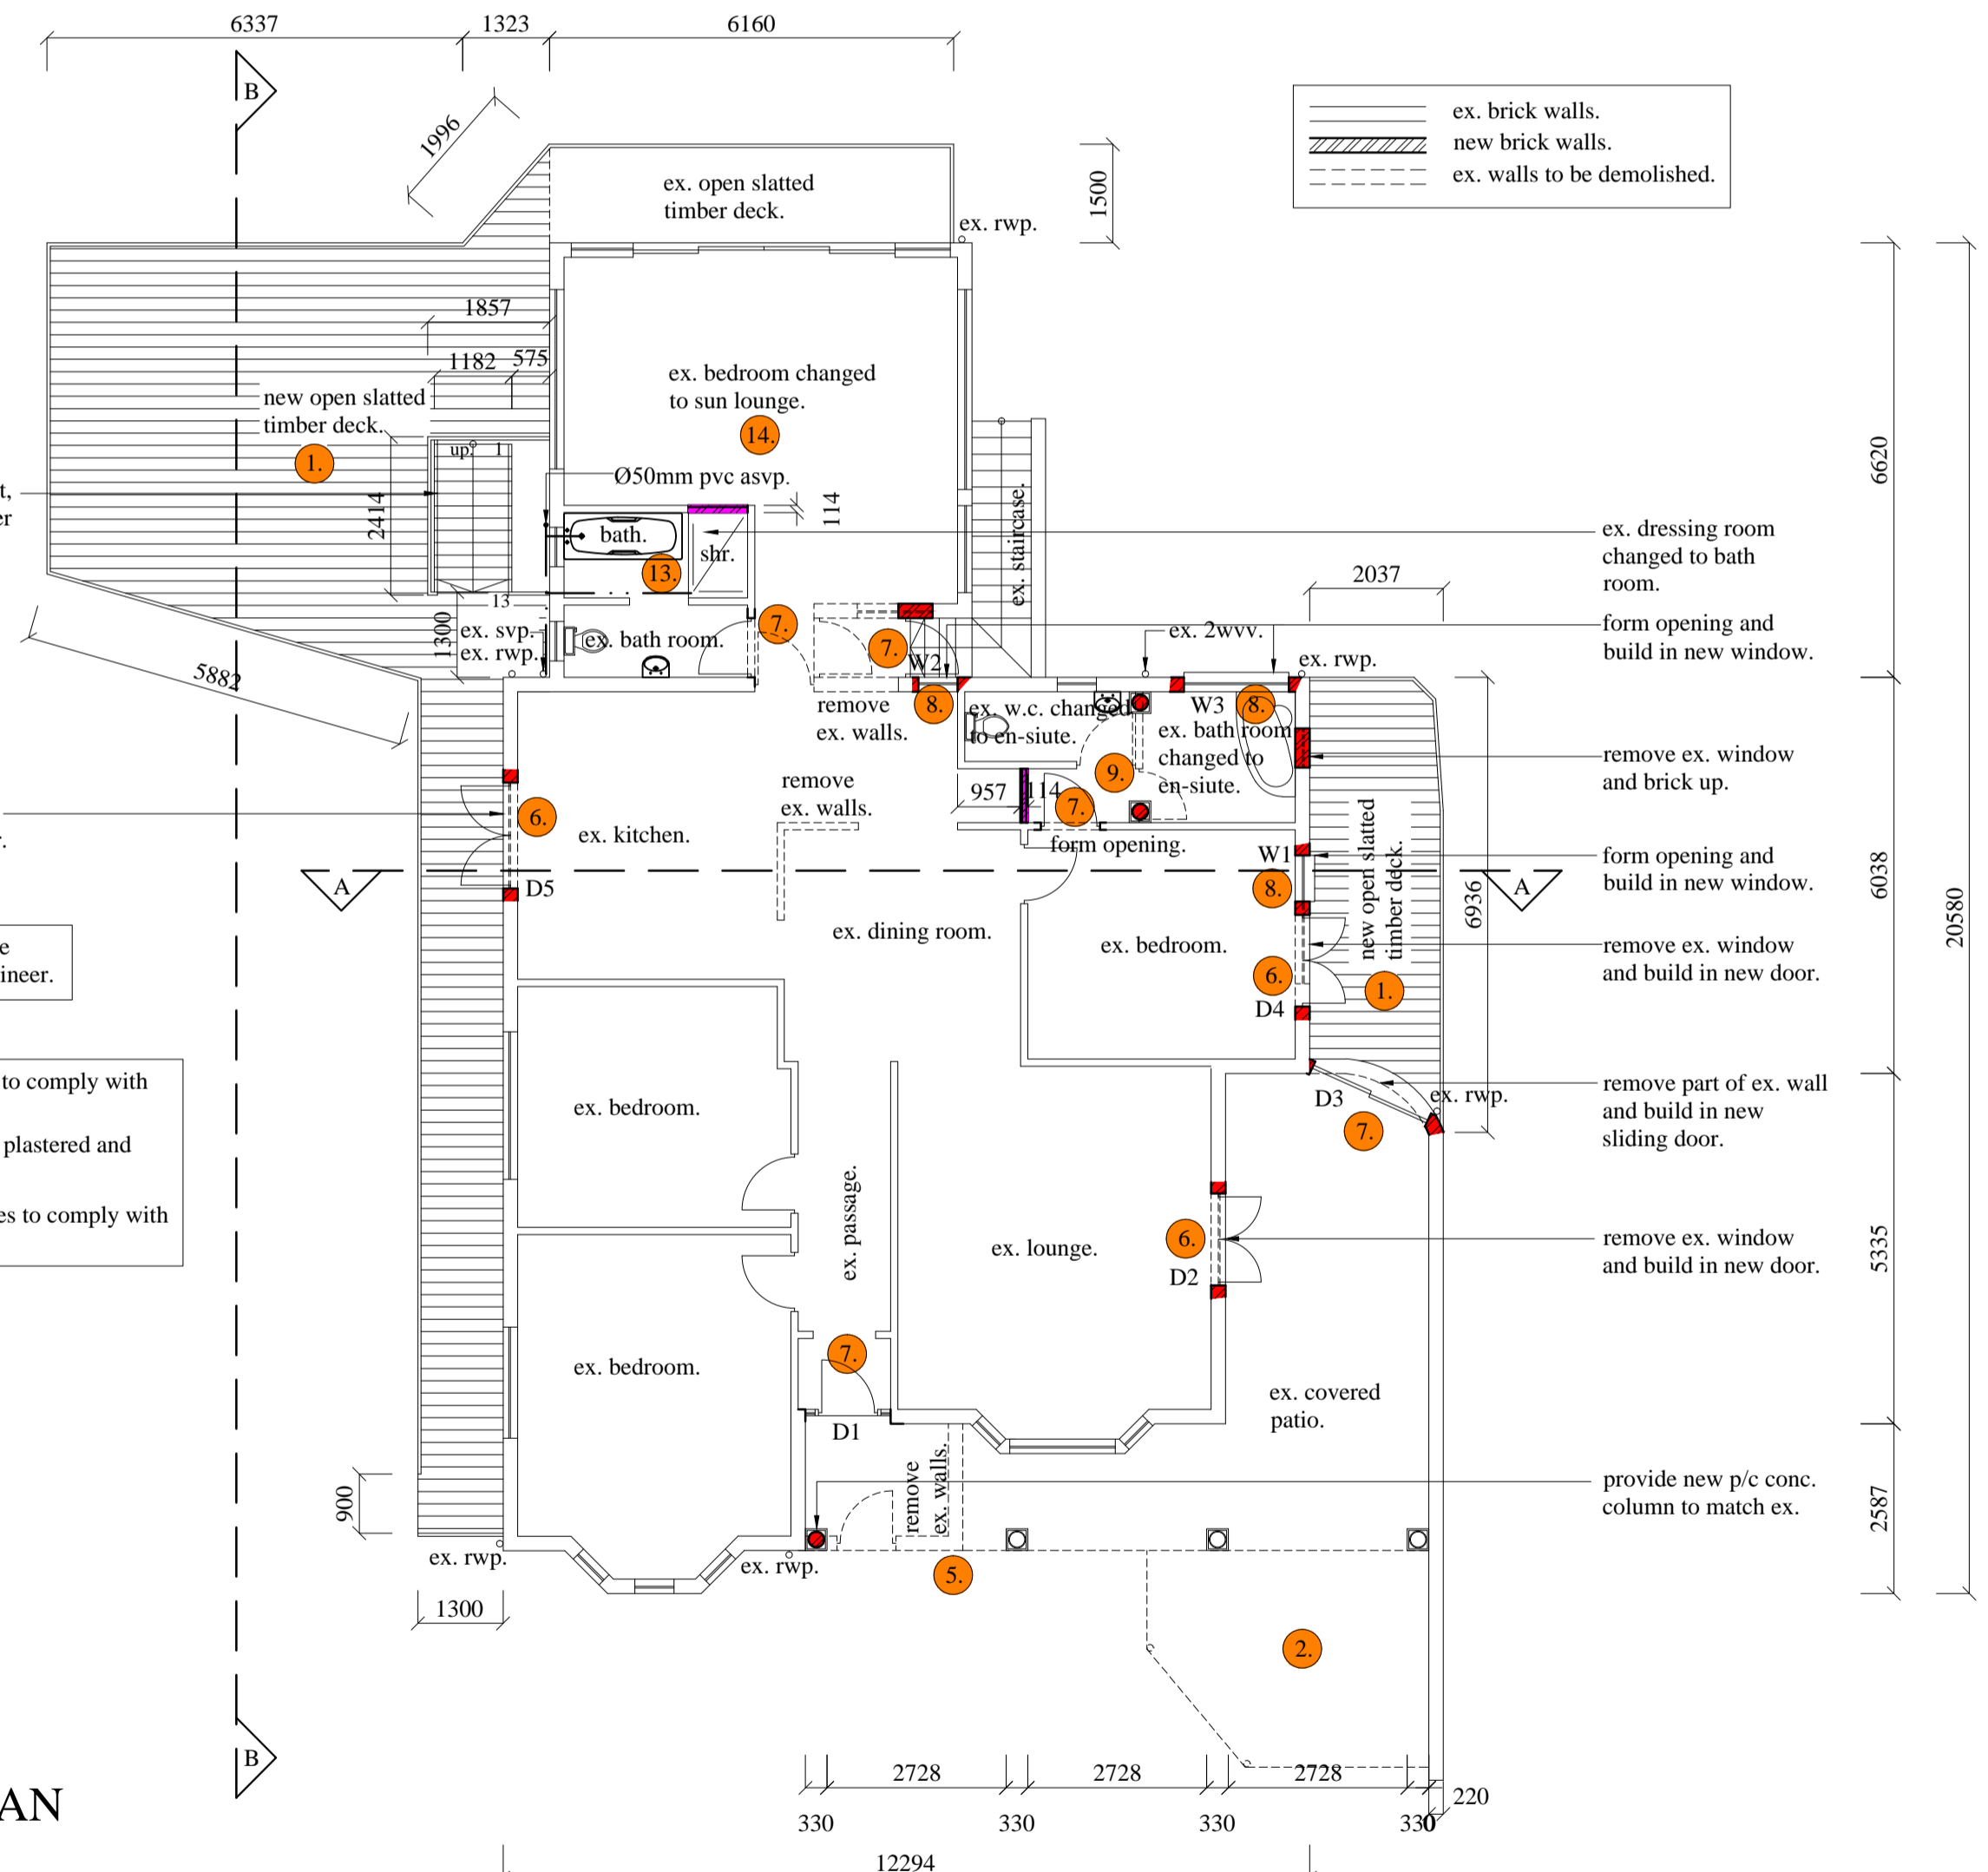 6337
1323
6160
B
1996
ex. brick walls.
new brick walls.
ex. walls to be demolished.
ex. open slatted
timber deck.
1500
ex. rwp.
1857
1182
575
new open slatted
timber deck.
1.
ex. bedroom changed
to sun lounge.
14.
up.
1
Ø50mm pvc asvp.
114
2414
t,
er
bath.
shr.
13.
ex. staircase.
6620
ex. dressing room
changed to bath
room.
2037
13
1300
ex. svp.
ex. rwp.
ex. bath room.
7.
7.
W2
ex. 2wvv.
form opening and
build in new window.
ex. rwp.
5882
remove
ex. walls.
8.
ex. w.c. changed
to en-siute.
W3
8.
ex. bath room
changed to
en-siute.
remove ex. window
and brick up.
remove
ex. walls.
957
114
9.
7.
6.
r.
ex. kitchen.
form opening.
W1
new open slatted
timber deck.
form opening and
build in new window.
A
D5
8.
A
6936
6038
20580
ex. dining room.
ex. bedroom.
e
ineer.
6.
D4
1.
remove ex. window
and build in new door.
to comply with
plastered and
es to comply with
ex. bedroom.
D3
ex. rwp.
7.
remove part of ex. wall
and build in new
sliding door.
ex. passage.
ex. lounge.
6.
D2
remove ex. window
and build in new door.
5335
ex. bedroom.
7.
D1
ex. covered
patio.
remove
ex. walls.
900
provide new p/c conc.
column to match ex.
2587
ex. rwp.
ex. rwp.
5.
1300
2.
B
AN
2728
2728
2728
220
330
330
330
330
12294